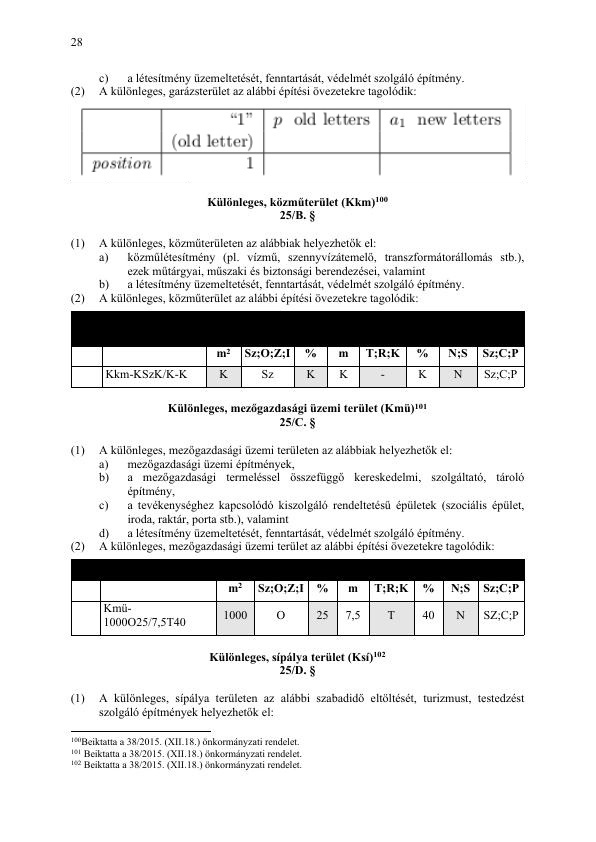 28
c) a létesítmény üzemeltetését, fenntartását, védelmét szolgáló építmény.
(2) A különleges, garázsterület az alábbi építési övezetekre tagolódik:
"1" p old letters a₁ new letters
(old letter)
position 1
Különleges, közműterület (Kkm)¹⁰⁰
25/B. §
(1) A különleges, közműterületen az alábbiak helyezhetők el:
a) közműlétesítmény (pl. vízmű, szennyvízátemelő, transzformátorállomás stb.),
ezek műtárgyai, műszaki és biztonsági berendezései, valamint
b) a létesítmény üzemeltetését, fenntartását, védelmét szolgáló építmény.
(2) A különleges, közműterület az alábbi építési övezetekre tagolódik:
m² Sz;O;Z;I % m T;R;K % N;S Sz;C;P
Kkm-KSzK/K-K K Sz K K - K N Sz;C;P
Különleges, mezőgazdasági üzemi terület (Kmü)¹⁰¹
25/C. §
(1) A különleges, mezőgazdasági üzemi területen az alábbiak helyezhetők el:
a) mezőgazdasági üzemi építmények,
b) a mezőgazdasági termeléssel összefüggő kereskedelmi, szolgáltató, tároló
építmény,
c) a tevékenységhez kapcsolódó kiszolgáló rendeltetésű épületek (szociális épület,
iroda, raktár, porta stb.), valamint
d) a létesítmény üzemeltetését, fenntartását, védelmét szolgáló építmény.
(2) A különleges, mezőgazdasági üzemi terület az alábbi építési övezetekre tagolódik:
m² Sz;O;Z;I % m T;R;K % N;S Sz;C;P
Kmü-
1000O25/7,5T40 1000 O 25 7,5 T 40 N SZ;C;P
Különleges, sípálya terület (Ksí)¹⁰²
25/D. §
(1) A különleges, sípálya területen az alábbi szabadidő eltöltését, turizmust, testedzést
szolgáló építmények helyezhetők el:
¹⁰⁰Beiktatta a 38/2015. (XII.18.) önkormányzati rendelet.
¹⁰¹ Beiktatta a 38/2015. (XII.18.) önkormányzati rendelet.
¹⁰² Beiktatta a 38/2015. (XII.18.) önkormányzati rendelet.